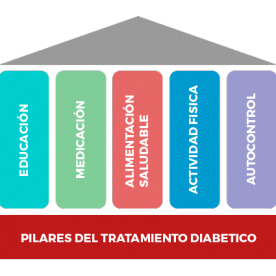 EDUCACIÓN
MEDICACIÓN
ALIMENTACIÓN
SALUDABLE
ACTIVIDAD FISICA
AUTOCONTROL
PILARES DEL TRATAMIENTO DIABETICO